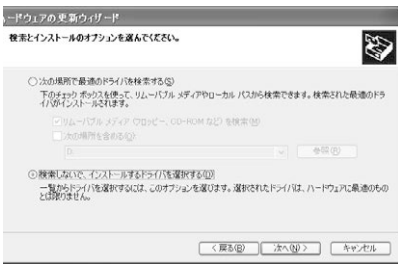 ードウェアの更新ウィザード
検索とインストールのオプションを選んでください。
次の場所で最適のドライバを検索する(S)
下のチェック ボックスを使って、リムーバブル メディアやローカル パスから検索できます。検索された最適のドラ
イバがインストールされます。
リムーバブル メディア (フロッピー、CD-ROM など) を検索(M)
次の場所を含める(O):
D:
参照(R)
検索しないで、インストールするドライバを選択する(D)
一覧からドライバを選択するには、このオプションを選びます。選択されたドライバは、ハードウェアに最適のもの
とは限りません。
< 戻る(B)
次へ(N) >
キャンセル